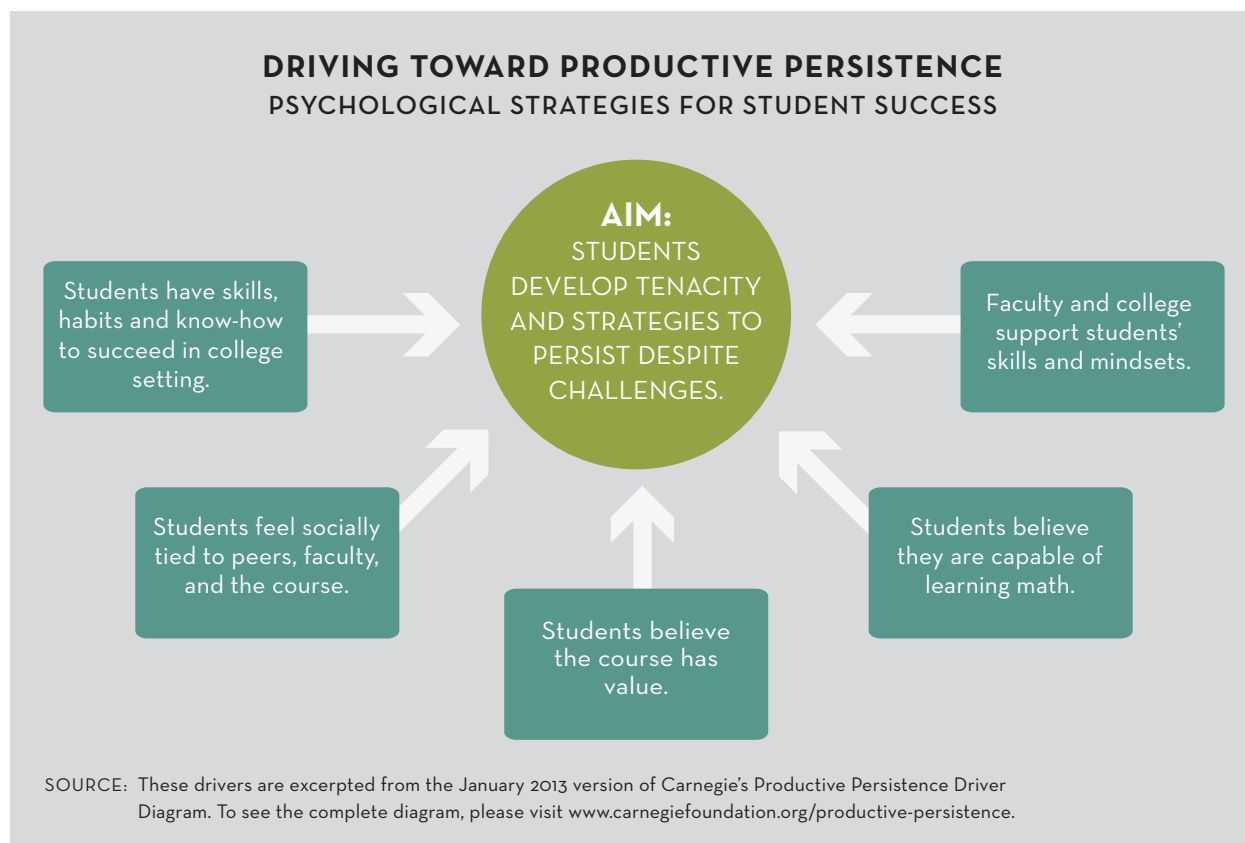 DRIVING TOWARD PRODUCTIVE PERSISTENCE
PSYCHOLOGICAL STRATEGIES FOR STUDENT SUCCESS
AIM:
STUDENTS
DEVELOP TENACITY
AND STRATEGIES TO
PERSIST DESPITE
CHALLENGES.
Students have skills,
habits and know-how
to succeed in college
setting.
Faculty and college
support students’
skills and mindsets.
Students feel socially
tied to peers, faculty,
and the course.
Students believe
the course has
value.
Students believe
they are capable of
learning math.
SOURCE: These drivers are excerpted from the January 2013 version of Carnegie’s Productive Persistence Driver
Diagram. To see the complete diagram, please visit www.carnegiefoundation.org/productive-persistence.